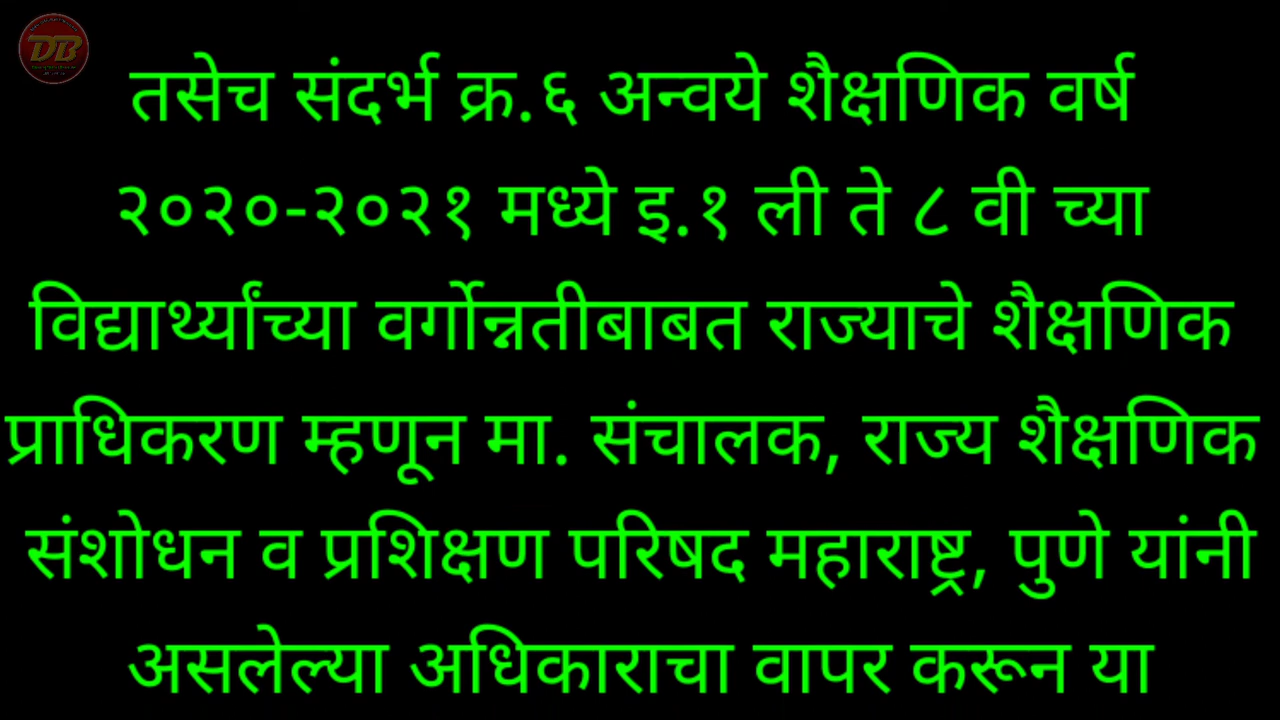 DB
तसेच संदर्भ क्र.६ अन्वये शैक्षणिक वर्ष
२०२०-२०२१ मध्ये इ.१ ली ते ८ वी च्या
विद्यार्थ्यांच्या वर्गोन्नतीबाबत राज्याचे शैक्षणिक
प्राधिकरण म्हणून मा. संचालक, राज्य शैक्षणिक
संशोधन व प्रशिक्षण परिषद महाराष्ट्र, पुणे यांनी
असलेल्या अधिकाराचा वापर करून या